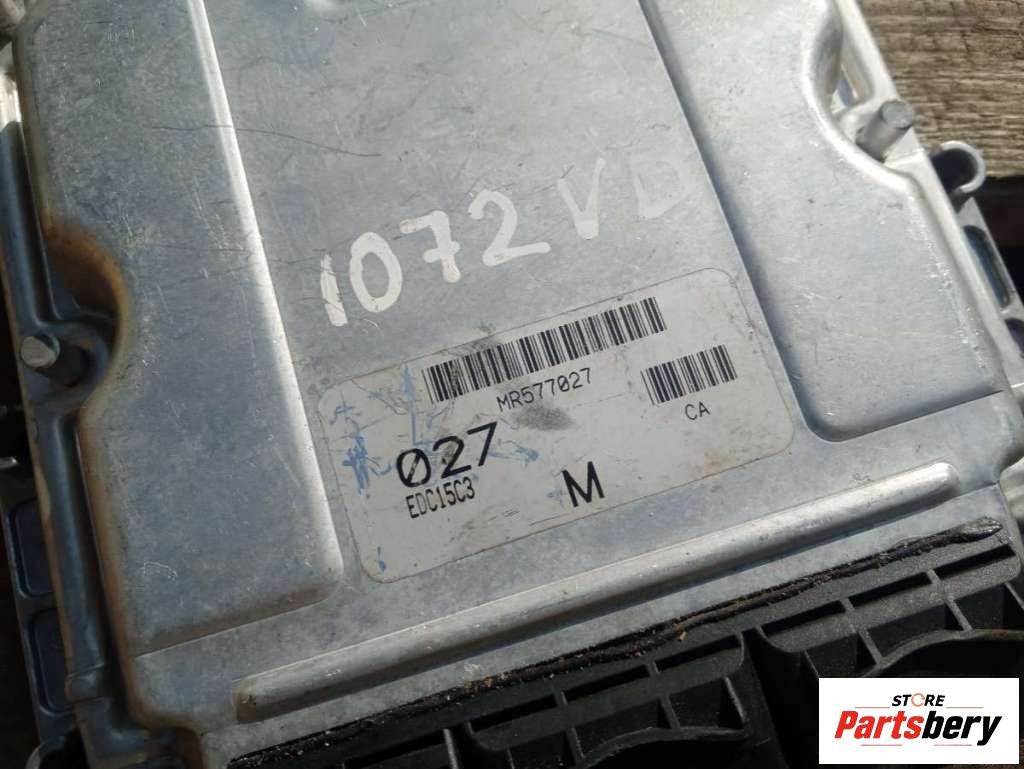 1072 VD
MR577027
CA
027
EDC15C3
M
STORE
Partsbery